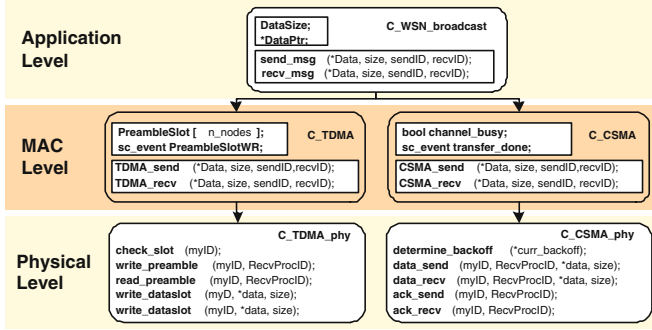 Application
Level
DataSize;
*DataPtr;
C_WSN_broadcast
send_msg (*Data, size, sendID, recvID);
recv_msg (*Data, size, sendID, recvID);
MAC
Level
PreambleSlot [ n_nodes ];
sc_event PreambleSlotWR;
C_TDMA
TDMA_send (*Data, size, sendID,recvID);
TDMA_recv (*Data, size, sendID, recvID);
bool channel_busy;
sc_event transfer_done;
C_CSMA
CSMA_send (*Data, size, sendID,recvID);
CSMA_recv (*Data, size, sendID, recvID);
Physical
Level
C_TDMA_phy
check_slot (myID);
write_preamble (myID, RecvProcID);
read_preamble (myID, RecvProcID);
write_dataslot (myD, *data, size);
write_dataslot (myID, *data, size);
C_CSMA_phy
determine_backoff (*curr_backoff);
data_send (myID, RecvProcID, *data, size);
data_recv (myID, RecvProcID, *data, size);
ack_send (myID, RecvProcID);
ack_recv (myID, RecvProcID);